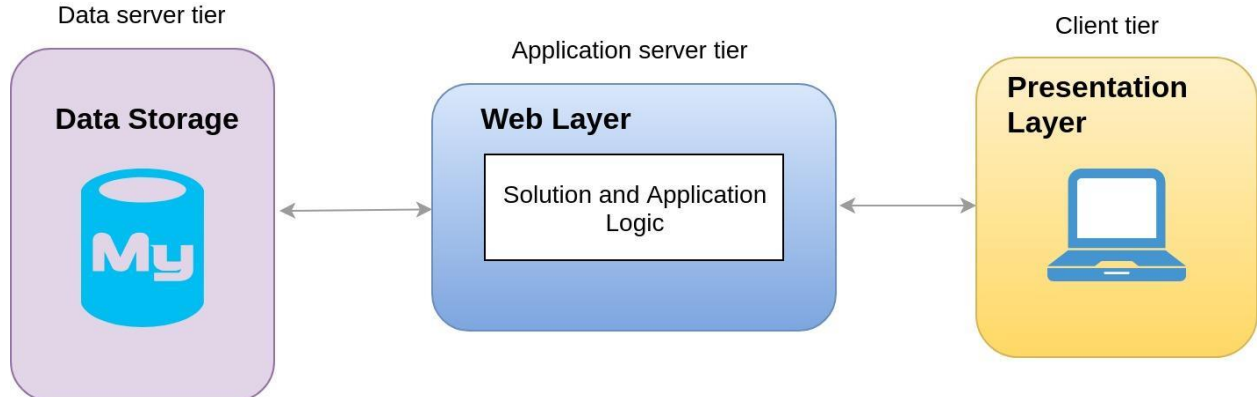 Data server tier
Application server tier
Client tier
Data Storage
My
Web Layer
Solution and Application
Logic
Presentation
Layer